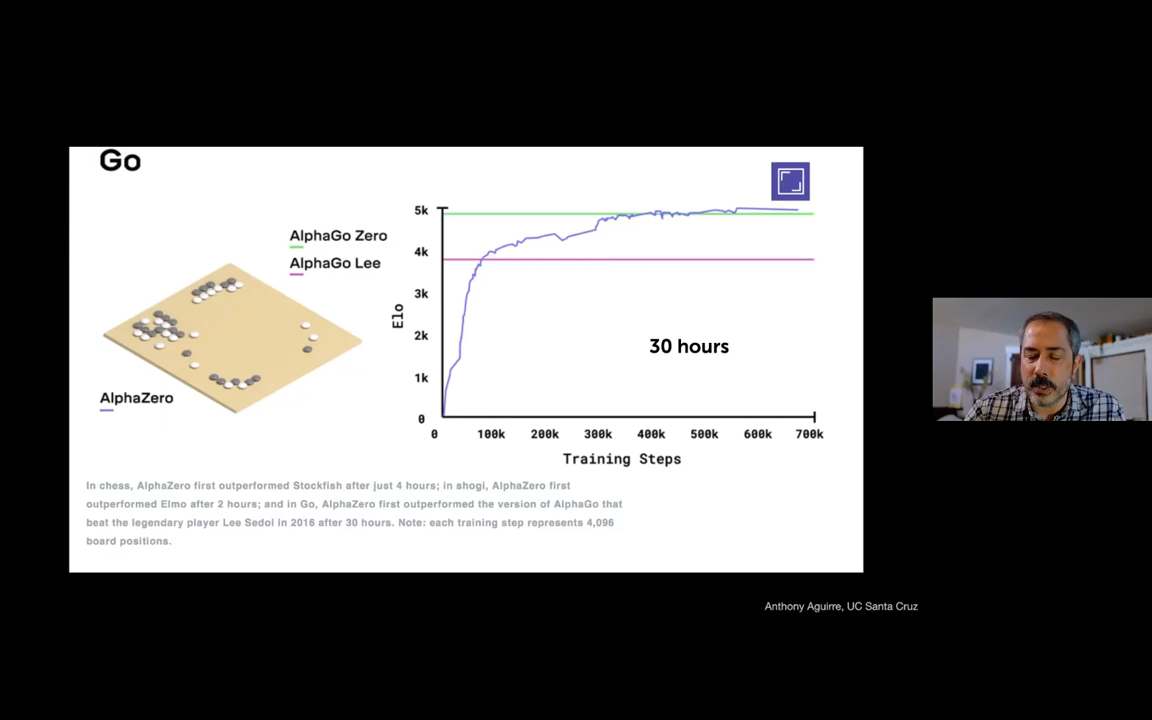 Go
AlphaGo Zero
AlphaGo Lee
AlphaZero
5k
4k
3k
2k
1k
0
Elo
30 hours
0 100k 200k 300k 400k 500k 600k 700k
Training Steps
In chess, AlphaZero first outperformed Stockfish after just 4 hours; in shogi, AlphaZero first
outperformed Elmo after 2 hours; and in Go, AlphaZero first outperformed the version of AlphaGo that
beat the legendary player Lee Sedol in 2016 after 30 hours. Note: each training step represents 4,096
board positions.
Anthony Aguirre, UC Santa Cruz